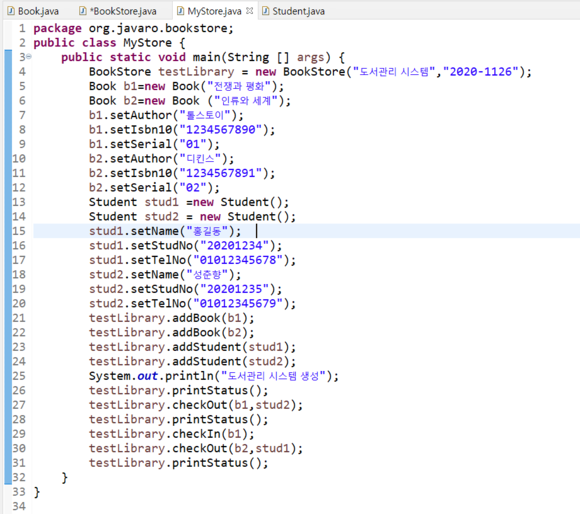 Book.java *BookStore.java MyStore.java Student.java
1 package org.javaro.bookstore;
2 public class MyStore {
3 public static void main(String [] args) {
4 BookStore testLibrary = new BookStore("도서관리 시스템","2020-1126");
5 Book b1=new Book("전쟁과 평화");
6 Book b2=new Book ("인류와 세계");
7 b1.setAuthor("톨스토이");
8 b1.setIsbn10("1234567890");
9 b1.setSerial("01");
10 b2.setAuthor("디킨스");
11 b2.setIsbn10("1234567891");
12 b2.setSerial("02");
13 Student stud1 =new Student();
14 Student stud2 = new Student();
15 stud1.setName("홍길동");
16 stud1.setStudNo("20201234");
17 stud1.setTelNo("01012345678");
18 stud2.setName("성준향");
19 stud2.setStudNo("20201235");
20 stud2.setTelNo("01012345679");
21 testLibrary.addBook(b1);
22 testLibrary.addBook(b2);
23 testLibrary.addStudent(stud1);
24 testLibrary.addStudent(stud2);
25 System.out.println("도서관리 시스템 생성");
26 testLibrary.printStatus();
27 testLibrary.checkOut(b1,stud2);
28 testLibrary.printStatus();
29 testLibrary.checkIn(b1);
30 testLibrary.checkOut(b2,stud1);
31 testLibrary.printStatus();
32 }
33 }
34